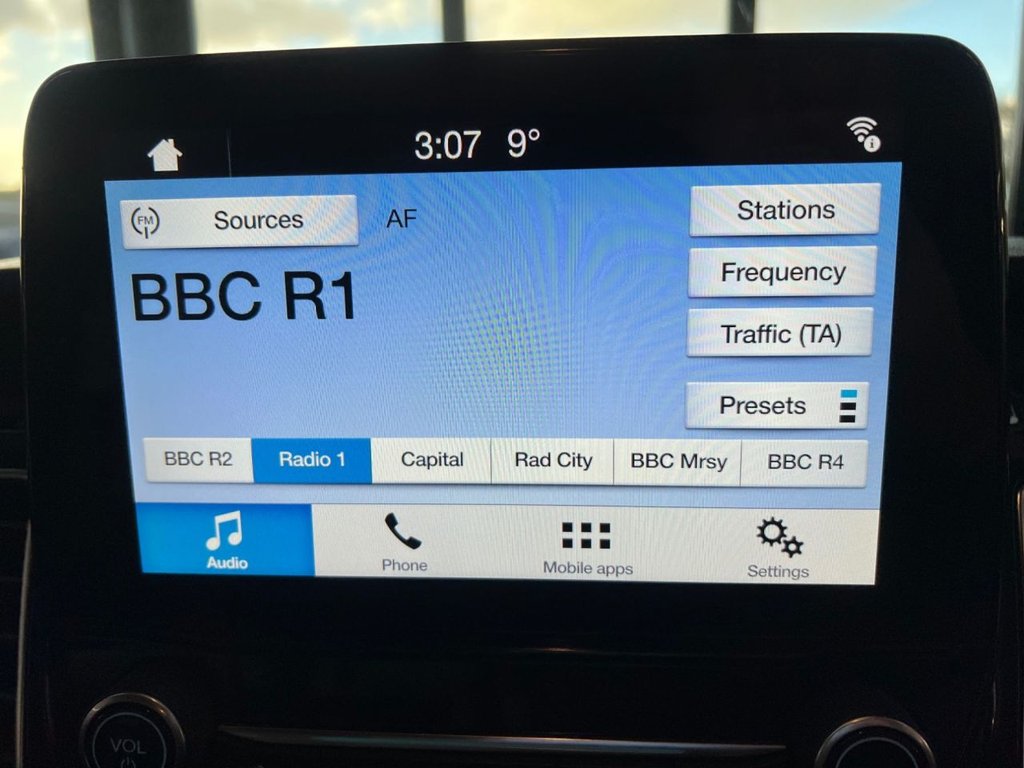 3:07 9°
FM Sources AF Stations
BBC R1
Frequency
Traffic (TA)
Presets
BBC R2 Radio 1 Capital Rad City BBC Mrsy BBC R4
Audio Phone Mobile apps Settings
VOL